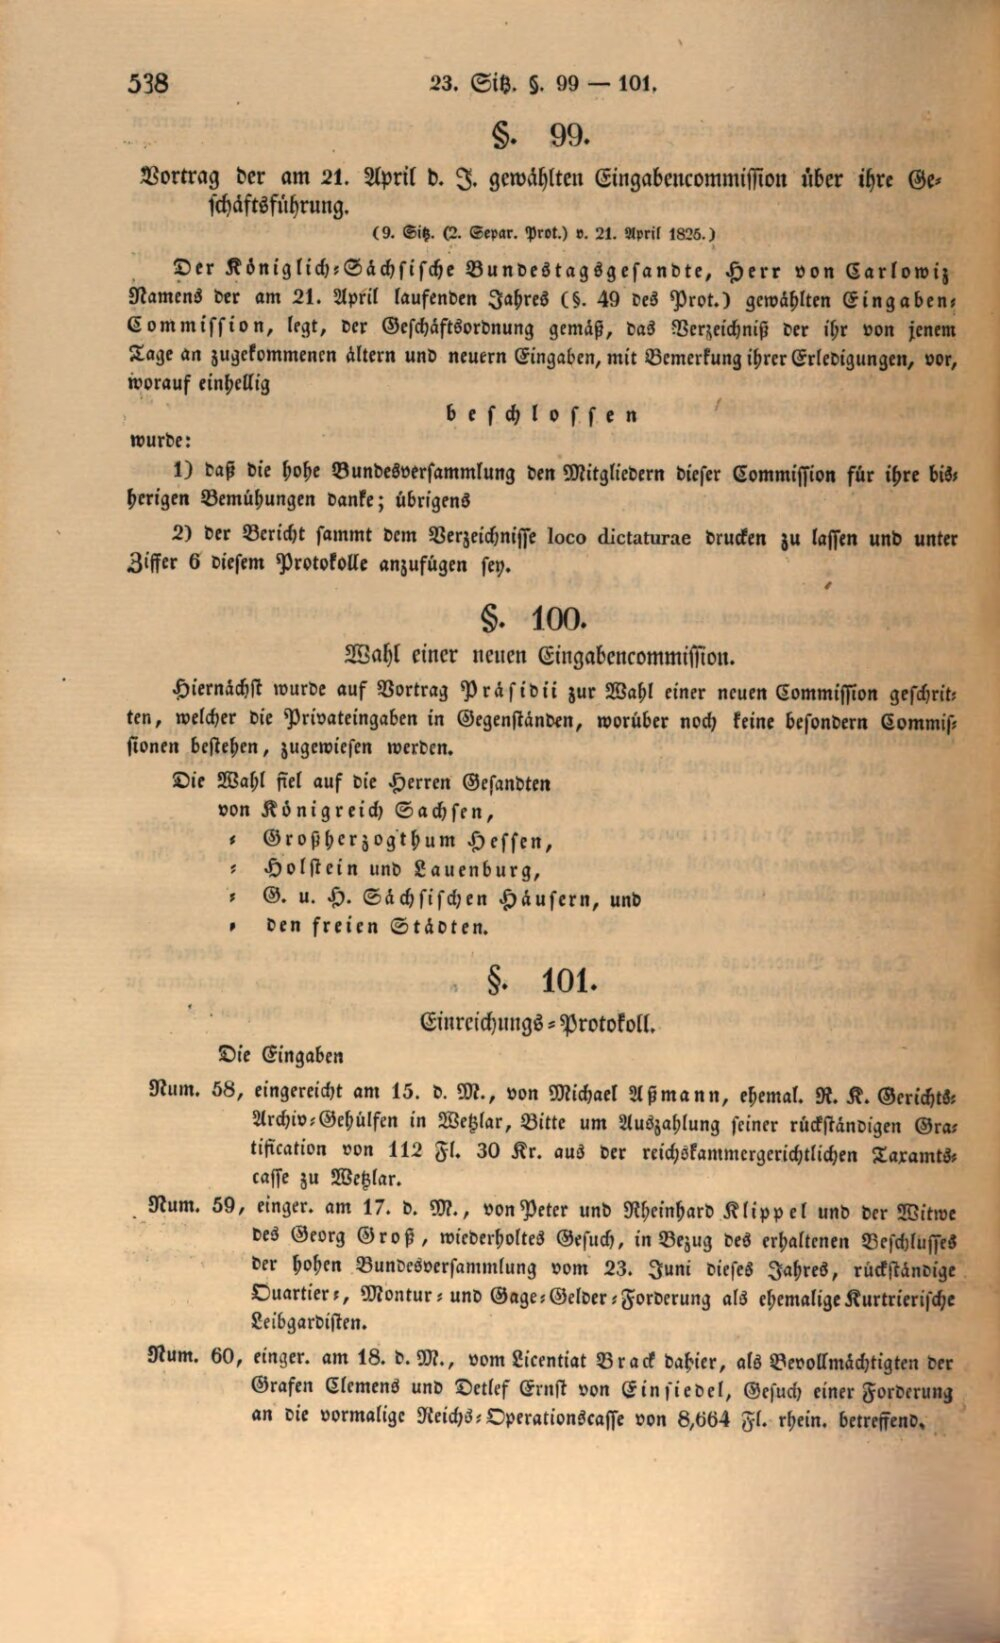 538
23. Sitz. §. 99 — 101.
§. 99.
Vortrag der am 21. April d. J. gewählten Eingabencommission über ihre Ge-
schäftsführung.
(9. Sitz. (2. Separ. Prot.) v. 21. April 1825.)
Der Königlich-Sächsische Bundestagsgesandte, Herr von Carlowiz
Namens der am 21. April laufenden Jahres (§. 49 des Prot.) gewählten Eingaben-
Commission, legt, der Geschäftsordnung gemäß, das Verzeichniß der ihr von jenem
Tage an zugekommenen ältern und neuern Eingaben, mit Bemerkung ihrer Erledigungen, vor,
worauf einhellig
beschlossen
wurde:
1) daß die hohe Bundesversammlung den Mitgliedern dieser Commission für ihre bis-
herigen Bemühungen danke; übrigens
2) der Bericht sammt dem Verzeichnisse loco dictaturae drucken zu lassen und unter
Ziffer 6 diesem Protokolle anzufügen sey.
§. 100.
Wahl einer neuen Eingabencommission.
Hiernächst wurde auf Vortrag Präsidii zur Wahl einer neuen Commission geschrit-
ten, welcher die Privateingaben in Gegenständen, worüber noch keine besondern Commis-
sionen bestehen, zugewiesen werden.
Die Wahl fiel auf die Herren Gesandten
von Königreich Sachsen,
- Großherzogthum Hessen,
- Holstein und Lauenburg,
- G. u. H. Sächsischen Häusern, und
- den freien Städten.
§. 101.
Einreichungs-Protokoll.
Die Eingaben
Num. 58, eingereicht am 15. d. M., von Michael Aßmann, ehemal. R. K. Gerichts-
Archiv-Gehülfen in Wetzlar, Bitte um Auszahlung seiner rückständigen Gra-
tification von 112 Fl. 30 Kr. aus der reichskammergerichtlichen Taxamts-
casse zu Wetzlar.
Num. 59, einger. am 17. d. M., von Peter und Rheinhard Klippel und der Witwe
des Georg Groß, wiederholtes Gesuch, in Bezug des erhaltenen Beschlusses
der hohen Bundesversammlung vom 23. Juni dieses Jahres, rückständige
Quartier-, Montur- und Gage-Gelder-Forderung als ehemalige Kurtrierische
Leibgardisten.
Num. 60, einger. am 18. d. M., vom Licentiat Brack dahier, als Bevollmächtigten der
Grafen Clemens und Detlef Ernst von Einsiedel, Gesuch einer Forderung
an die vormalige Reichs-Operationscasse von 8,664 Fl. rhein. betreffend.